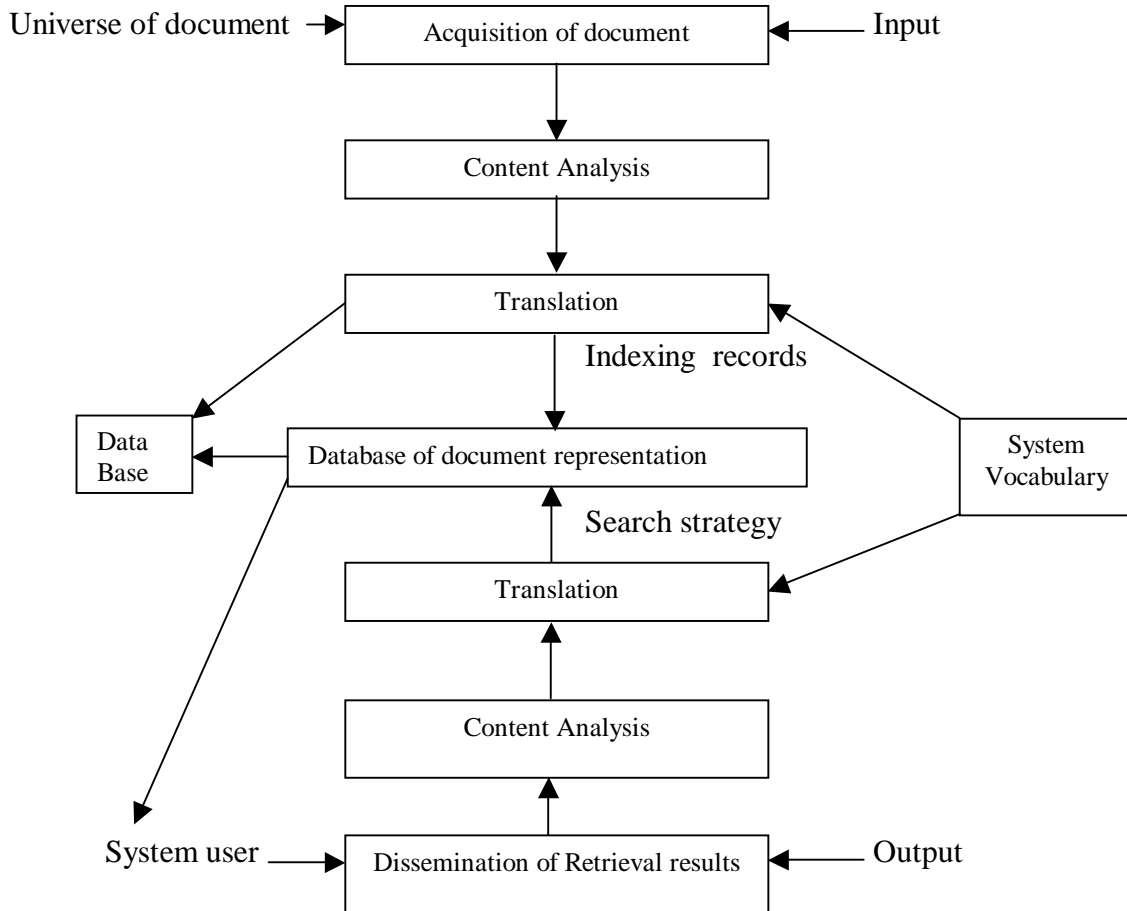 Universe of document
Acquisition of document
Input
Content Analysis
Translation
Indexing records
Data
Base
Database of document representation
System
Vocabulary
Search strategy
Translation
Content Analysis
System user
Dissemination of Retrieval results
Output